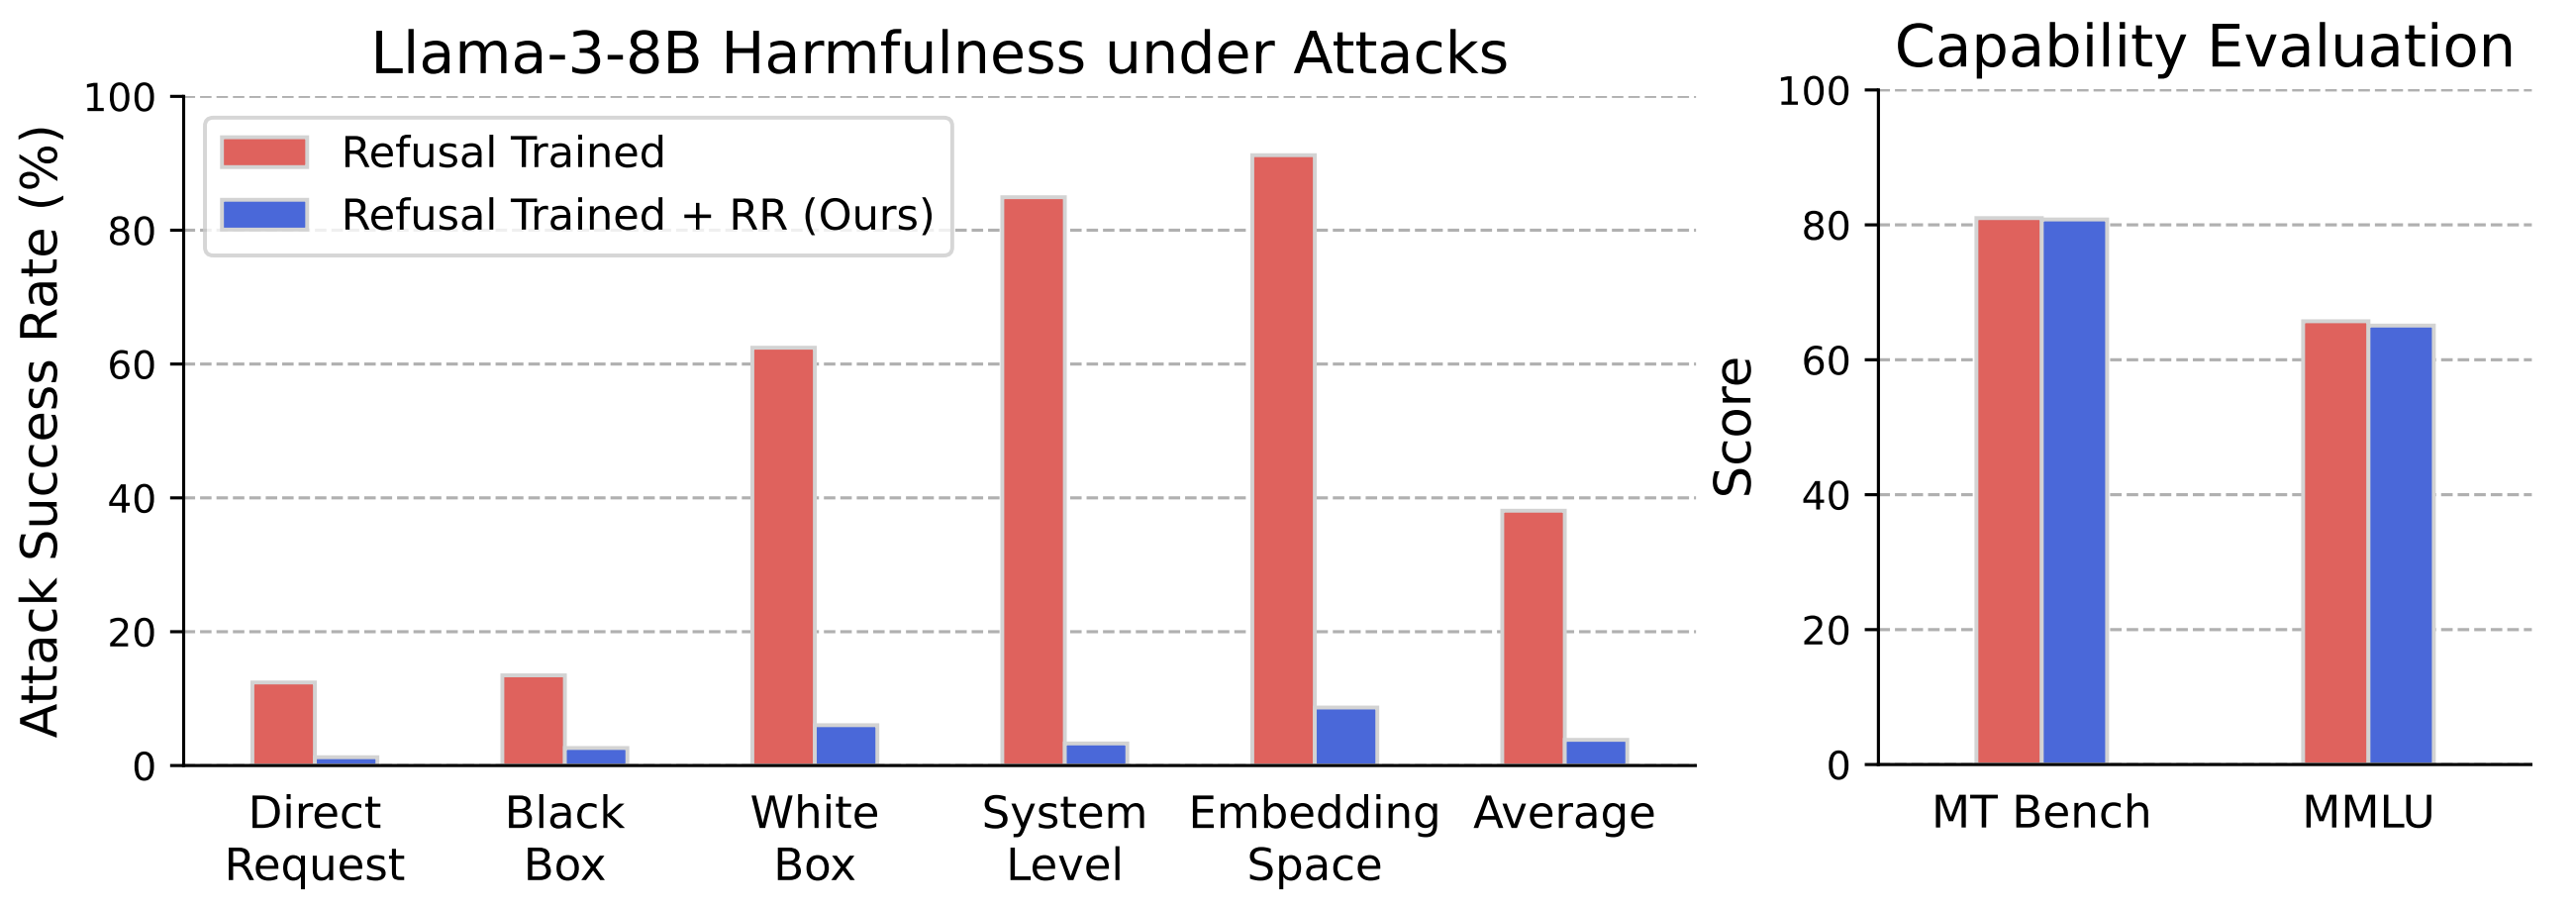 Llama-3-8B Harmfulness under Attacks
Attack Success Rate (%)
100
80
60
40
20
0
Refusal Trained
Refusal Trained + RR (Ours)
Direct
Request
Black
Box
White
Box
System
Level
Embedding
Space
Average
Capability Evaluation
Score
100
80
60
40
20
0
MT Bench
MMLU